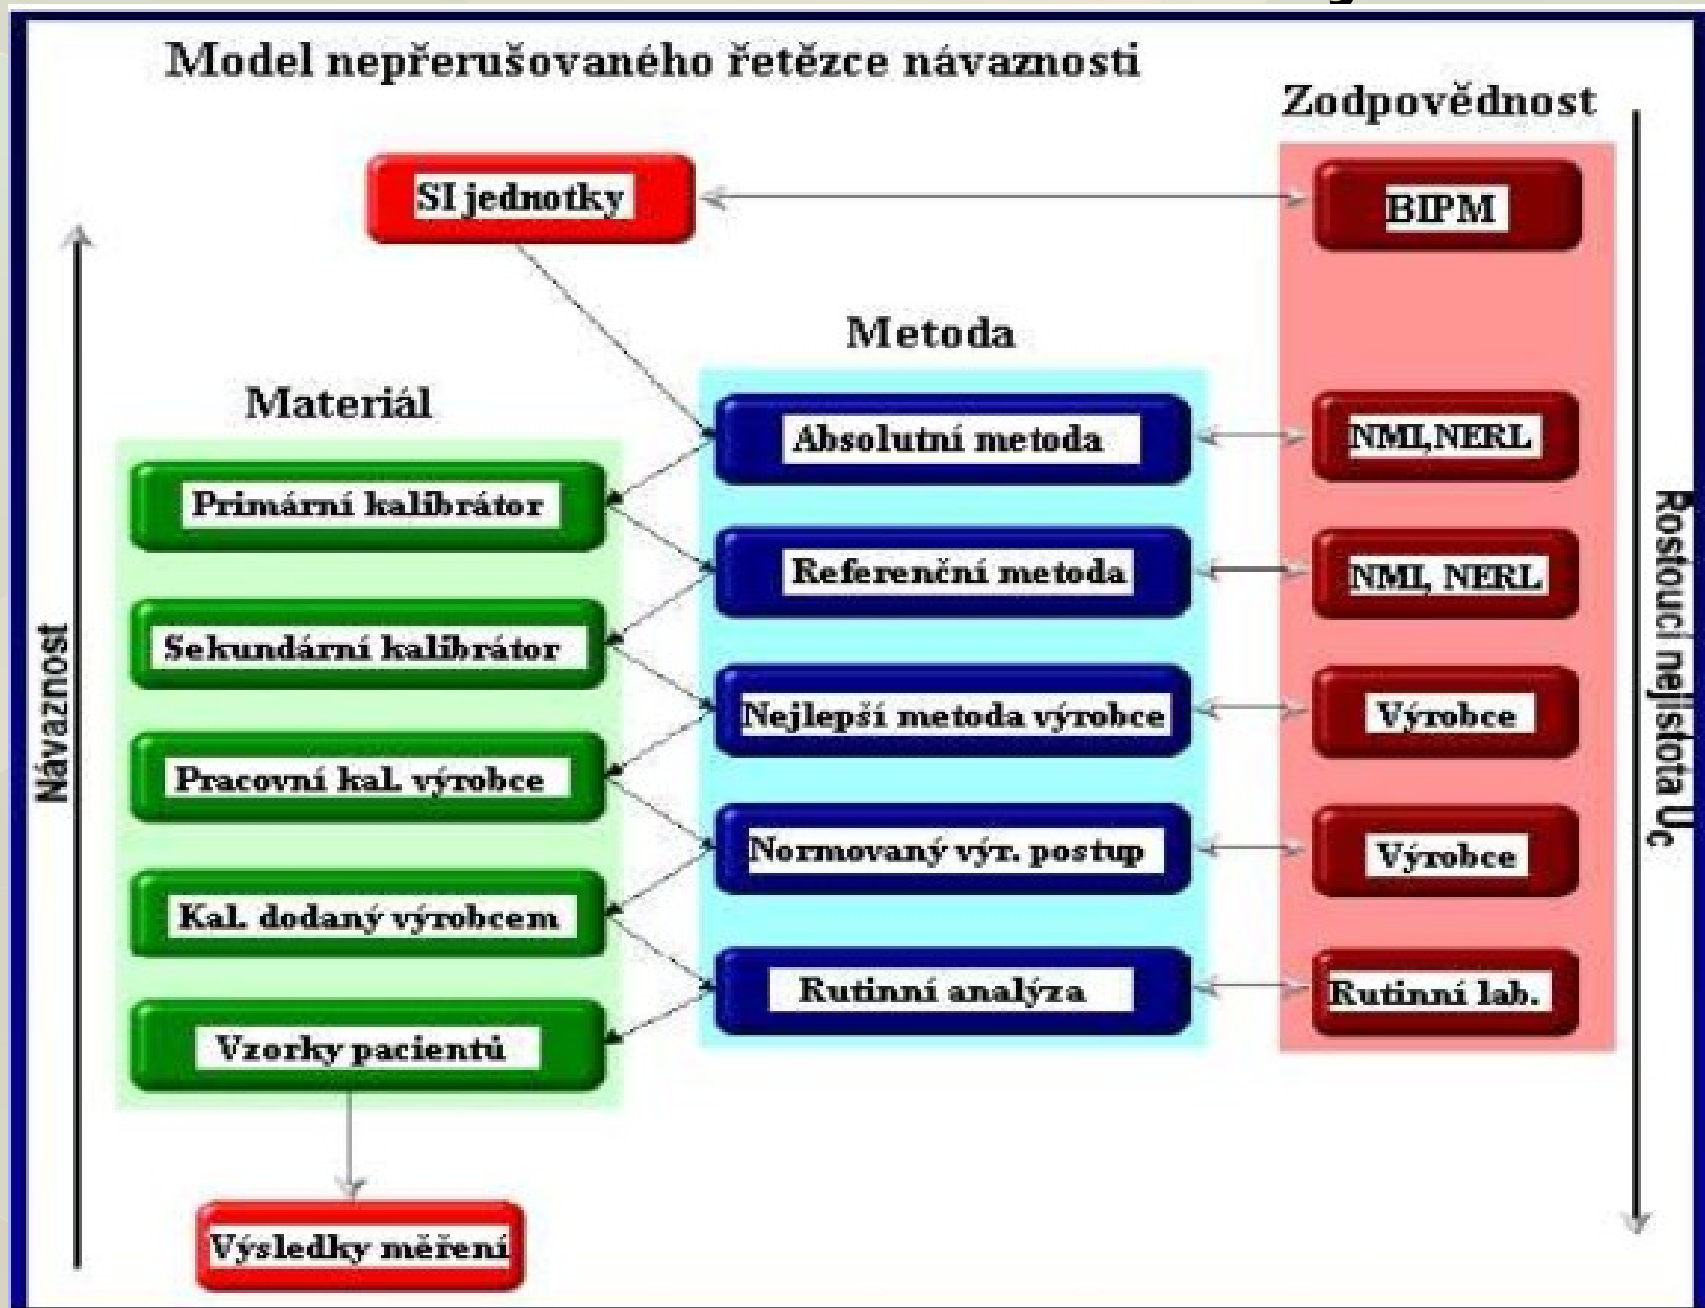 Model nepřerušovaného řetězce návaznosti
Zodpovědnost
SI jednotky
BIPM
Metoda
Materiál
Absolutní metoda
NMI,NERL
Primární kalibrátor
Referenční metoda
NMI, NERL
Sekundární kalibrátor
Nejlepší metoda výrobce
Výrobce
Pracovní kal. výrobce
Normovaný výr. postup
Výrobce
Kal. dodaný výrobcem
Rutinní analýza
Rutinní lab.
Vzorky pacientů
Výsledky měření
Návaznost
Rostoucí nejistota UC